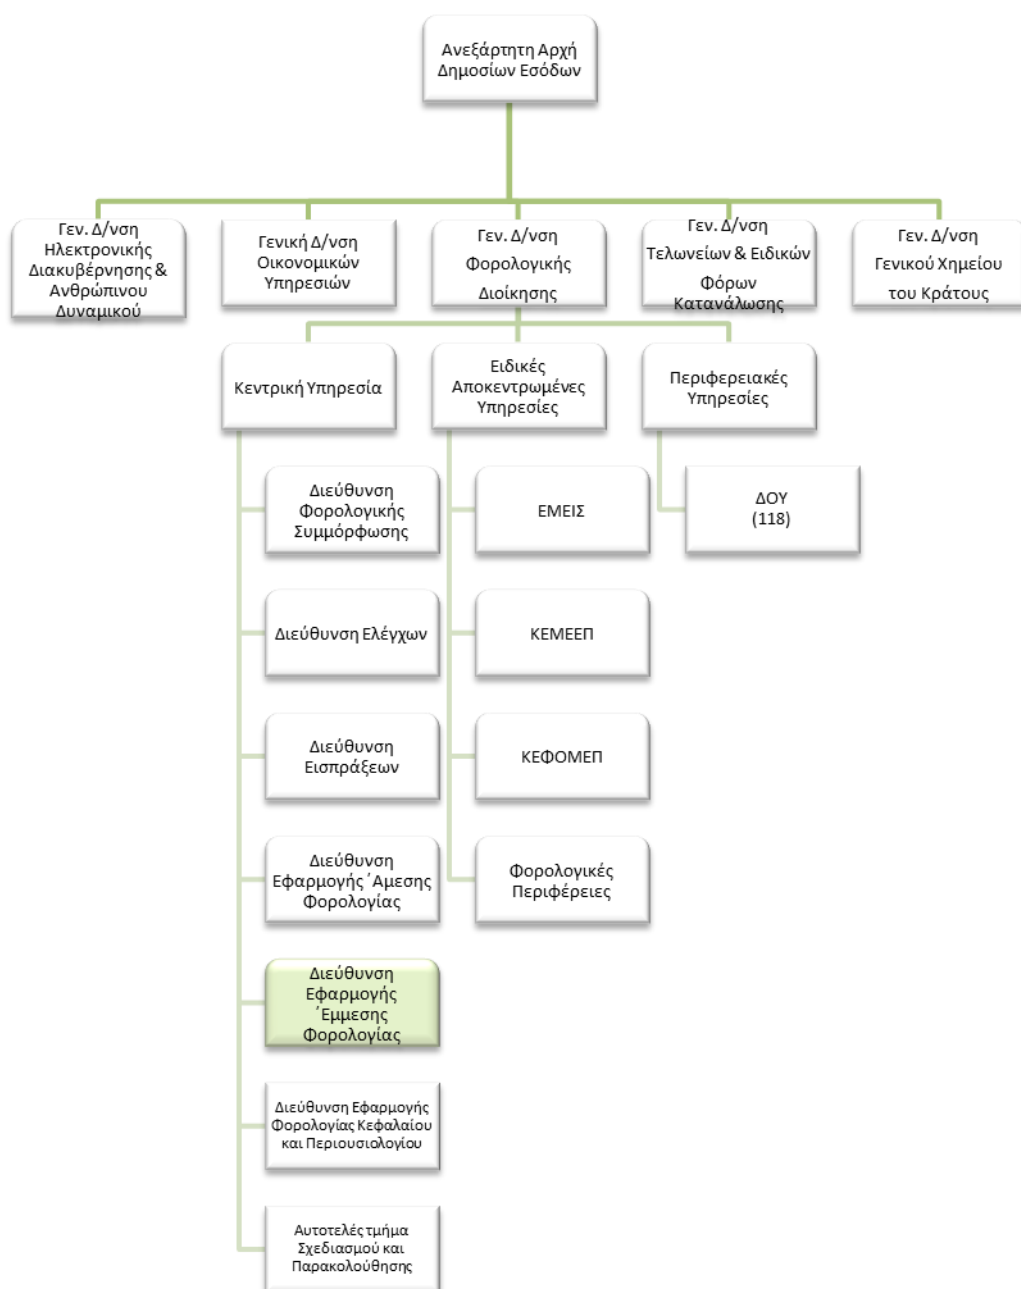 Ανεξάρτητη Αρχή
Δημοσίων Εσόδων
Γεν. Δ/νση
Ηλεκτρονικής
Διακυβέρνησης &
Ανθρώπινου
Δυναμικού
Γενική Δ/νση
Οικονομικών
Υπηρεσιών
Γεν. Δ/νση
Φορολογικής
Διοίκησης
Γεν. Δ/νση
Τελωνείων & Ειδικών
Φόρων
Κατανάλωσης
Γεν. Δ/νση
Γενικού Χημείου
του Κράτους
Κεντρική Υπηρεσία
Ειδικές
Αποκεντρωμένες
Υπηρεσίες
Περιφερειακές
Υπηρεσίες
Διεύθυνση
Φορολογικής
Συμμόρφωσης
ΕΜΕΙΣ
ΔΟΥ
(118)
Διεύθυνση Ελέγχων
ΚΕΜΕΕΠ
Διεύθυνση
Εισπράξεων
ΚΕΦΟΜΕΠ
Διεύθυνση
Εφαρμογής ΄Αμεσης
Φορολογίας
Φορολογικές
Περιφέρειες
Διεύθυνση
Εφαρμογής
΄Εμμεσης
Φορολογίας
Διεύθυνση Εφαρμογής
Φορολογίας Κεφαλαίου
και Περιουσιολογίου
Αυτοτελές τμήμα
Σχεδιασμού και
Παρακολούθησης